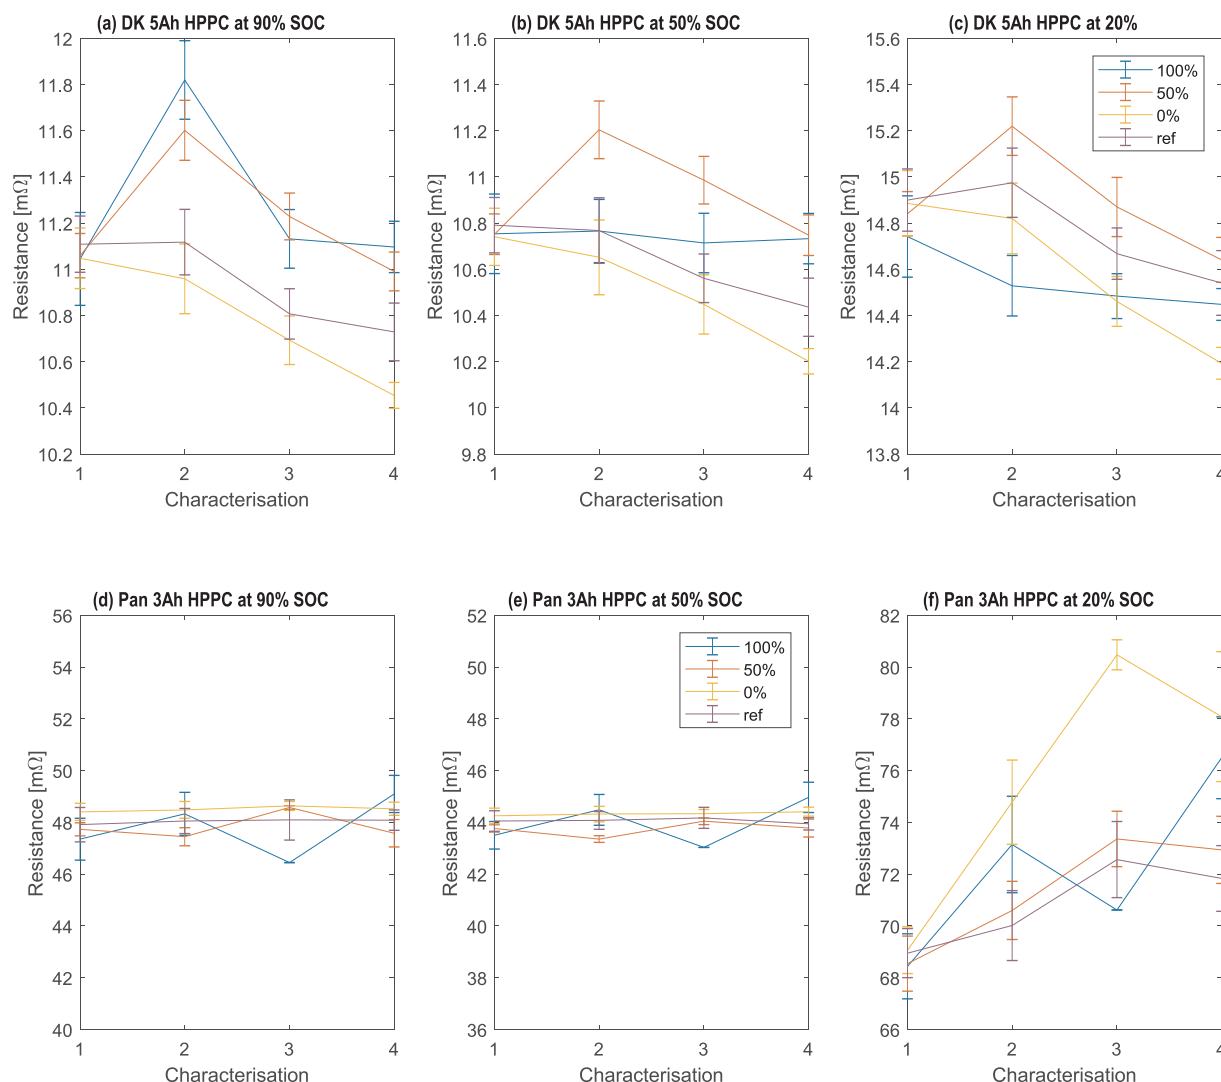 (a) DK 5Ah HPPC at 90% SOC
12
11.8
11.6
11.4
11.2
11
10.8
10.6
10.4
10.2
Resistance [mΩ]
1 2 3 4
Characterisation
(b) DK 5Ah HPPC at 50% SOC
11.6
11.4
11.2
11
10.8
10.6
10.4
10.2
10
9.8
Resistance [mΩ]
1 2 3 4
Characterisation
(c) DK 5Ah HPPC at 20%
15.6
15.4
15.2
15
14.8
14.6
14.4
14.2
14
13.8
Resistance [mΩ]
100%
50%
0%
ref
1 2 3 4
Characterisation
(d) Pan 3Ah HPPC at 90% SOC
56
54
52
50
48
46
44
42
40
Resistance [mΩ]
1 2 3 4
Characterisation
(e) Pan 3Ah HPPC at 50% SOC
52
50
48
46
44
42
40
38
36
Resistance [mΩ]
100%
50%
0%
ref
1 2 3 4
Characterisation
(f) Pan 3Ah HPPC at 20% SOC
82
80
78
76
74
72
70
68
66
Resistance [mΩ]
1 2 3 4
Characterisation